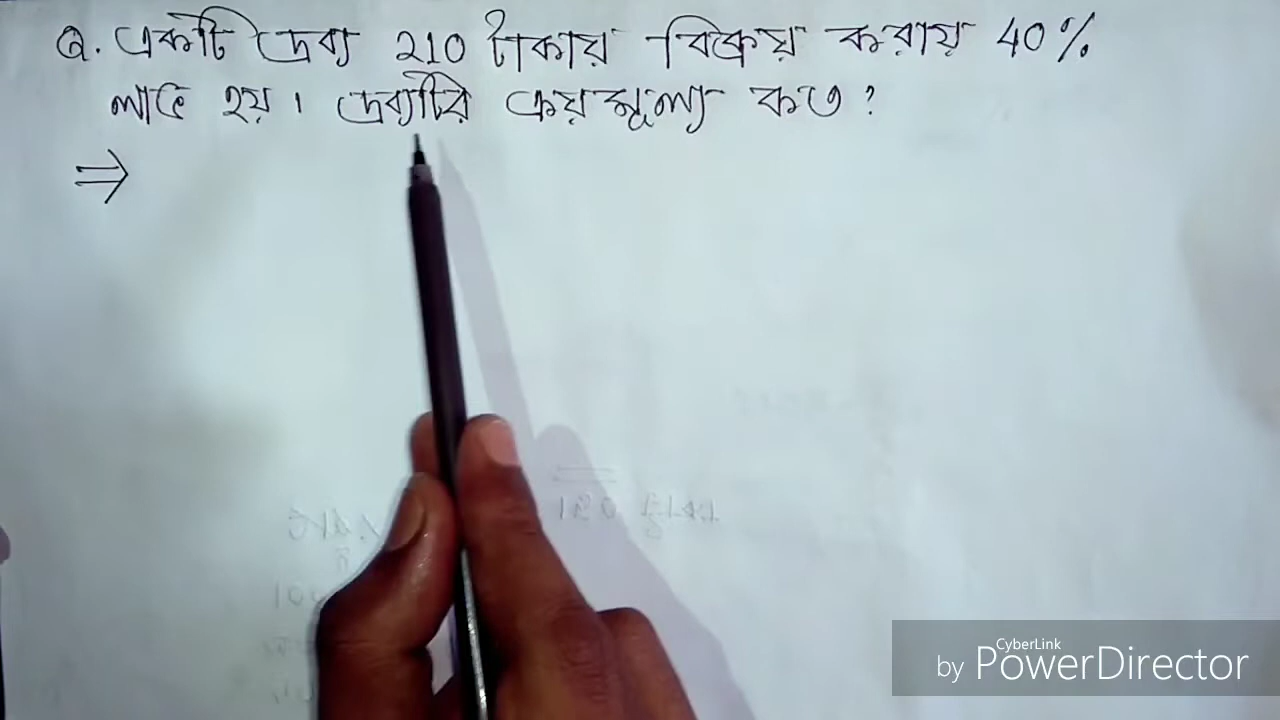 Q. একটি দ্রব্য 210 টাকায় বিক্রয় করায় 40%
লাভ হয়। দ্রব্যটির ক্রয়মূল্য কত ?
⇒
CyberLink
by PowerDirector